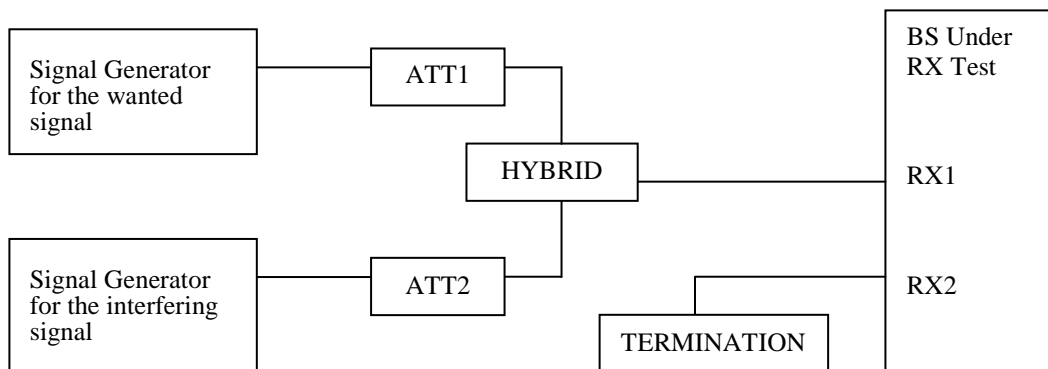 Signal Generator
for the wanted
signal
ATT1
HYBRID
Signal Generator
for the interfering
signal
ATT2
TERMINATION
BS Under
RX Test
RX1
RX2